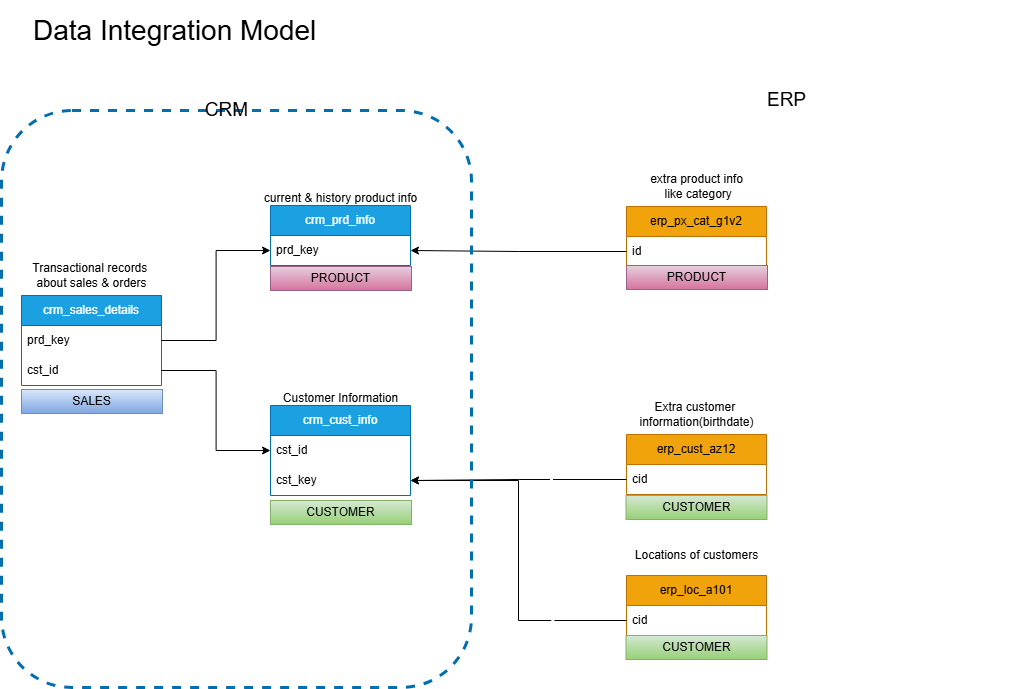 Data Integration Model
CRM
ERP
current & history product info
crm_prd_info
prd_key
PRODUCT
extra product info
like category
erp_px_cat_g1v2
id
PRODUCT
Transactional records
about sales & orders
crm_sales_details
prd_key
cst_id
SALES
Customer Information
crm_cust_info
cst_id
cst_key
CUSTOMER
Extra customer
information(birthdate)
erp_cust_az12
cid
CUSTOMER
Locations of customers
erp_loc_a101
cid
CUSTOMER